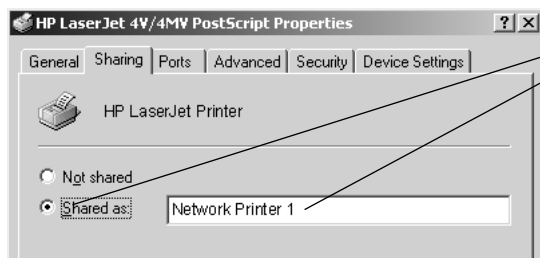 HP LaserJet 4V/4MV PostScript Properties
General Sharing Ports Advanced Security Device Settings
HP LaserJet Printer
Not shared
Shared as: Network Printer 1